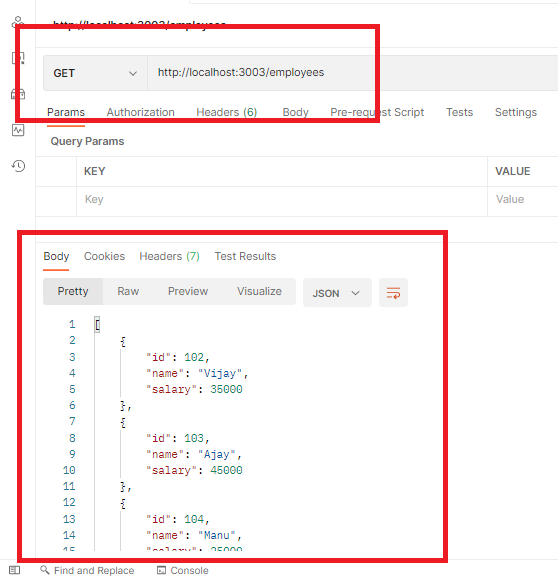 http://localhost:3003/employees
GET http://localhost:3003/employees
Params Authorization Headers (6) Body Pre-request Script Tests Settings
Query Params
KEY VALUE
Key Value
Body Cookies Headers (7) Test Results
Pretty Raw Preview Visualize JSON
1 [
2 {
3 "id": 102,
4 "name": "Vijay",
5 "salary": 35000
6 },
7 {
8 "id": 103,
9 "name": "Ajay",
10 "salary": 45000
11 },
12 {
13 "id": 104,
14 "name": "Manu",
15 "salary": 25000
Find and Replace Console